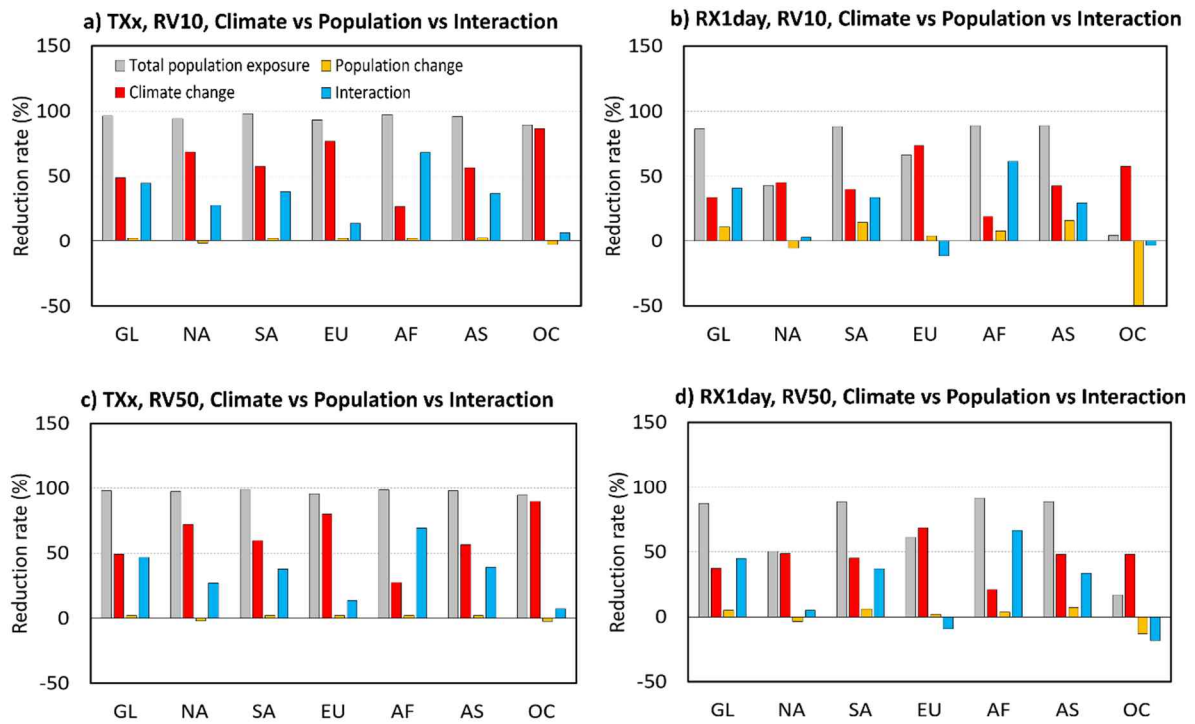 a) TXx, RV10, Climate vs Population vs Interaction
150
100
50
0
-50
Reduction rate (%)
Total population exposure
Population change
Climate change
Interaction
GL NA SA EU AF AS OC
b) RX1day, RV10, Climate vs Population vs Interaction
150
100
50
0
-50
Reduction rate (%)
GL NA SA EU AF AS OC
c) TXx, RV50, Climate vs Population vs Interaction
150
100
50
0
-50
Reduction rate (%)
GL NA SA EU AF AS OC
d) RX1day, RV50, Climate vs Population vs Interaction
150
100
50
0
-50
Reduction rate (%)
GL NA SA EU AF AS OC